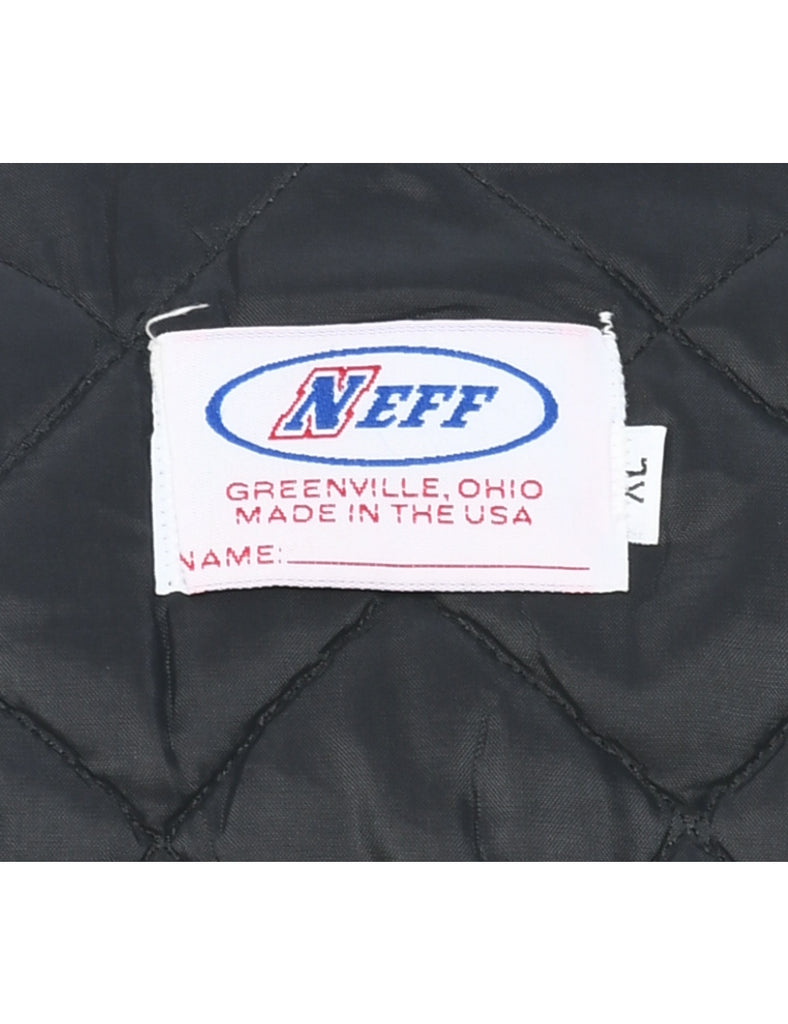 NEFF
GREENVILLE, OHIO
MADE IN THE USA
NAME:
XL